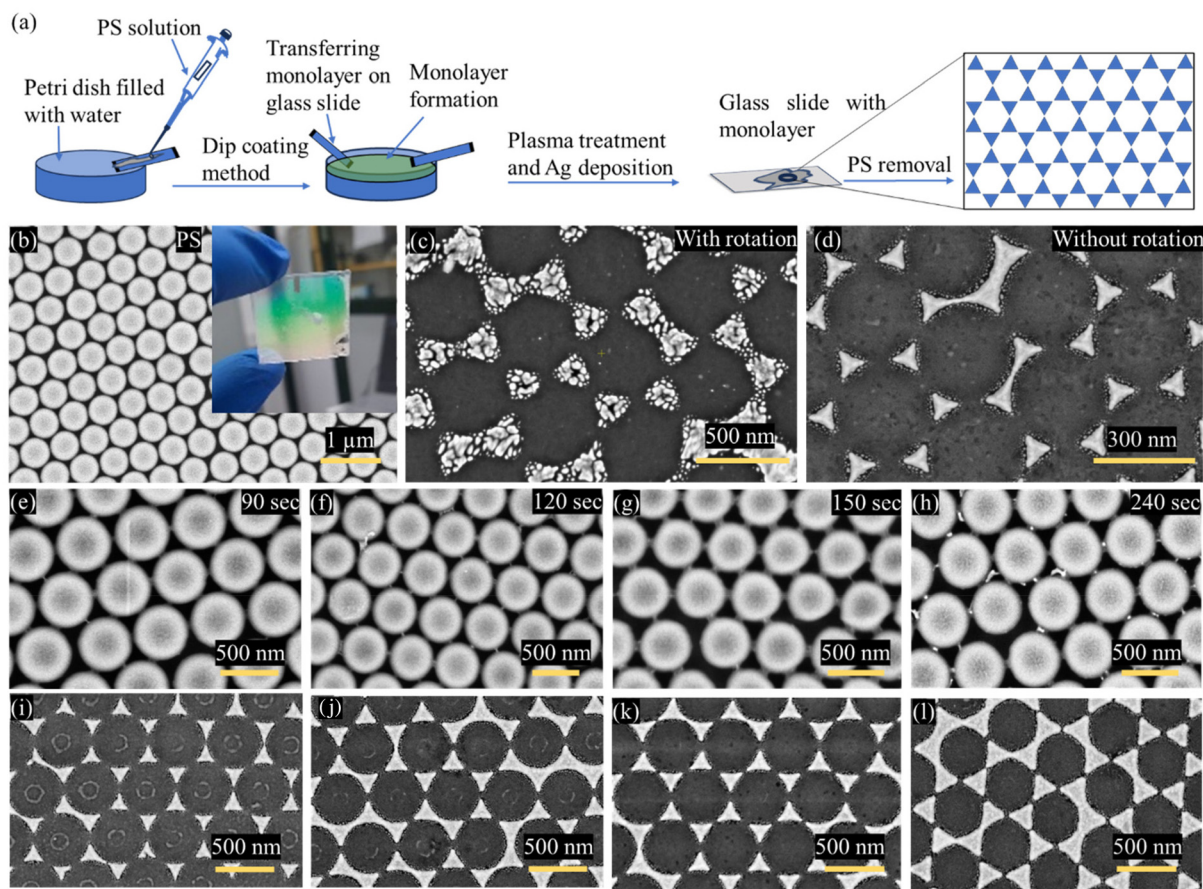 (a)
PS solution
Petri dish filled
with water
Dip coating
method
Transferring
monolayer on
glass slide
Monolayer
formation
Plasma treatment
and Ag deposition
Glass slide with
monolayer
PS removal
(b)
PS
1 µm
(c)
With rotation
500 nm
(d)
Without rotation
300 nm
(e)
90 sec
500 nm
(f)
120 sec
500 nm
(g)
150 sec
500 nm
(h)
240 sec
500 nm
(i)
500 nm
(j)
500 nm
(k)
500 nm
(l)
500 nm